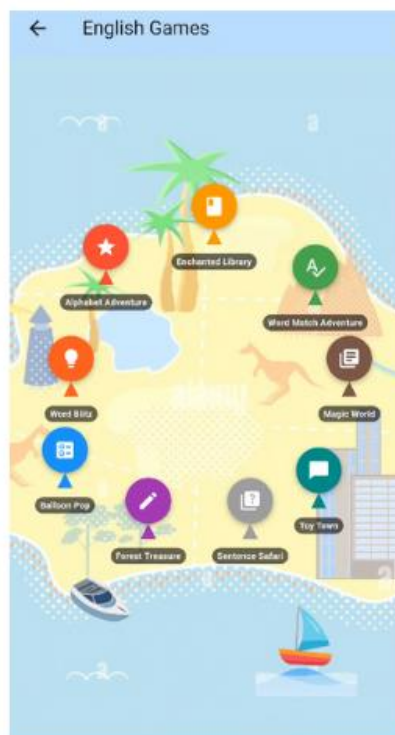 English Games
Enchanted Library
Alphabet Adventure
Word Match Adventure
Word Blitz
Magic World
Balloon Pop
Toy Town
Forest Treasure
Sentence Safari